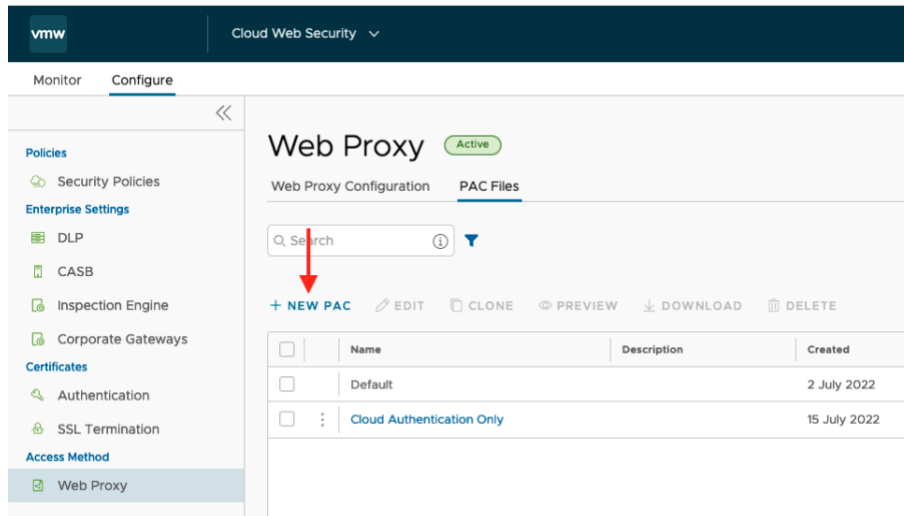 vmw
Cloud Web Security
Monitor Configure
Policies
Security Policies
Enterprise Settings
DLP
CASB
Inspection Engine
Corporate Gateways
Certificates
Authentication
SSL Termination
Access Method
Web Proxy
Web Proxy Active
Web Proxy Configuration PAC Files
Search
+ NEW PAC EDIT CLONE PREVIEW DOWNLOAD DELETE
Name Description Created
Default 2 July 2022
Cloud Authentication Only 15 July 2022